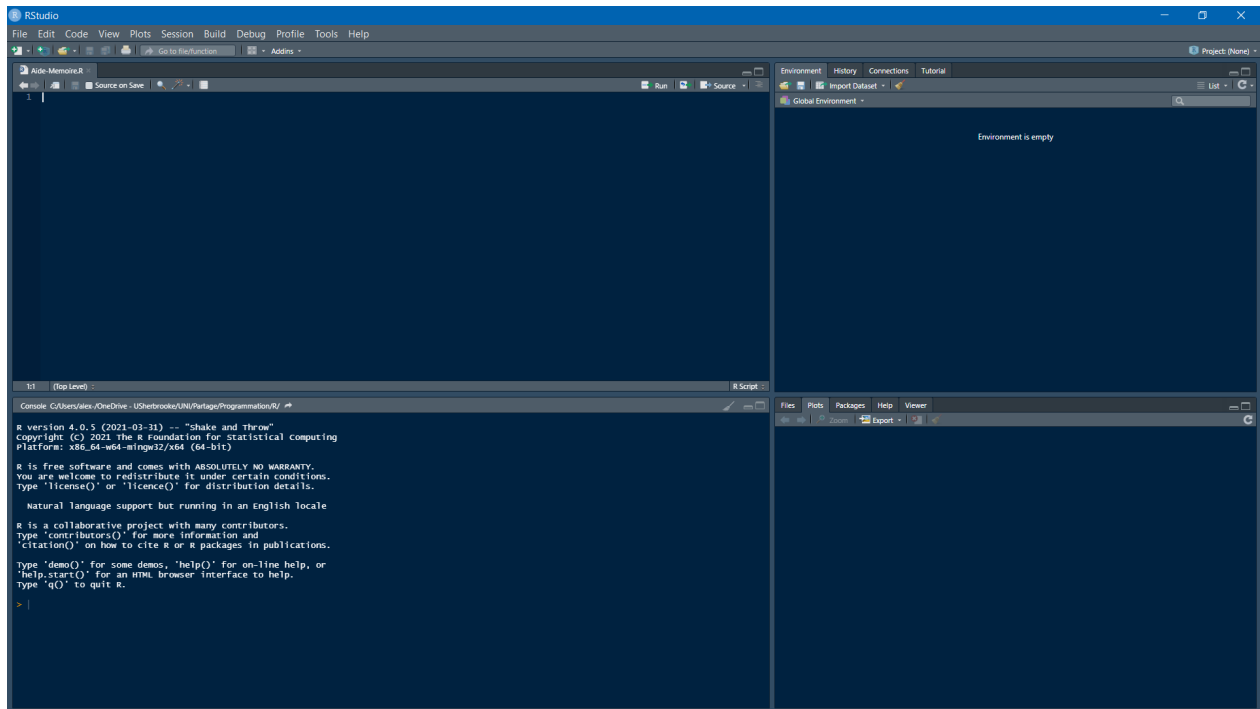 RStudio
File Edit Code View Plots Session Build Debug Profile Tools Help
Go to file/function Addins Project: (None)
Aide-Memoire.R
Source on Save Run Source
1
1:1 (Top Level) R Script
Console C:/Users/alex-/OneDrive - USherbrooke/UNI/Partage/Programmation/R/
R version 4.0.5 (2021-03-31) -- "Shake and Throw"
Copyright (C) 2021 The R Foundation for Statistical Computing
Platform: x86_64-w64-mingw32/x64 (64-bit)
R is free software and comes with ABSOLUTELY NO WARRANTY.
You are welcome to redistribute it under certain conditions.
Type 'license()' or 'licence()' for distribution details.
Natural language support but running in an English locale
R is a collaborative project with many contributors.
Type 'contributors()' for more information and
'citation()' on how to cite R or R packages in publications.
Type 'demo()' for some demos, 'help()' for on-line help, or
'help.start()' for an HTML browser interface to help.
Type 'q()' to quit R.
>
Environment History Connections Tutorial
Import Dataset List
Global Environment
Environment is empty
Files Plots Packages Help Viewer
Zoom Export